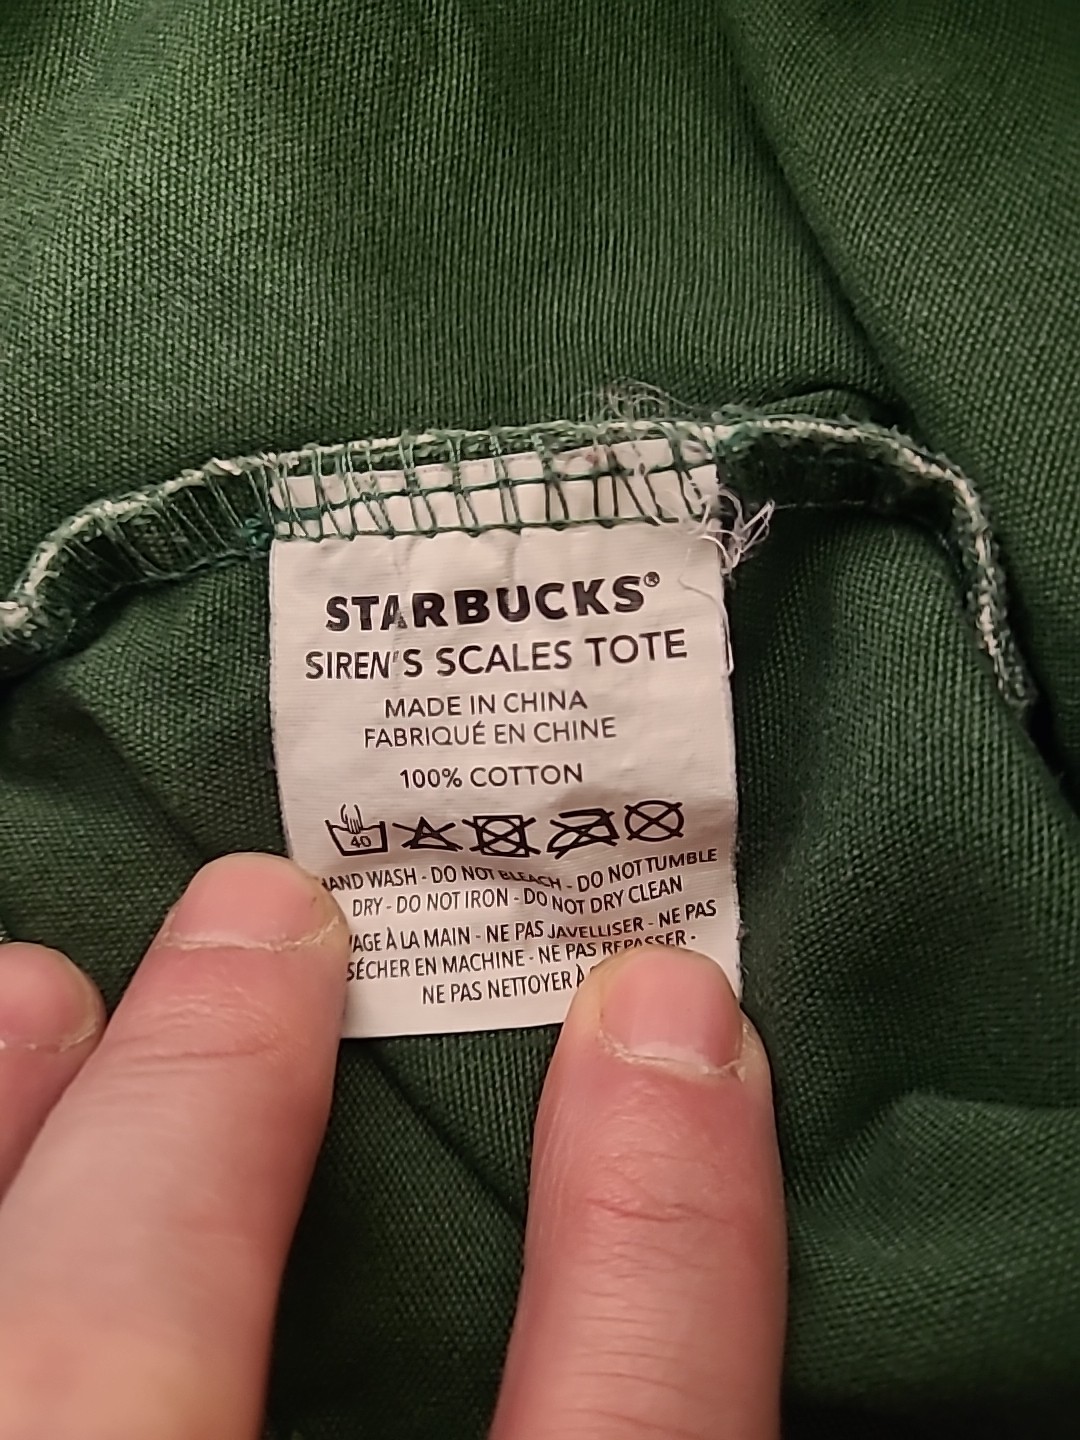 STARBUCKS®
SIREN'S SCALES TOTE
MADE IN CHINA
FABRIQUÉ EN CHINE
100% COTTON
40
HAND WASH - DO NOT BLEACH - DO NOT TUMBLE
DRY - DO NOT IRON - DO NOT DRY CLEAN
À LA MAIN - NE PAS JAVELLISER - NE PAS
SÉCHER EN MACHINE - NE PAS REPASSER -
NE PAS NETTOYER À